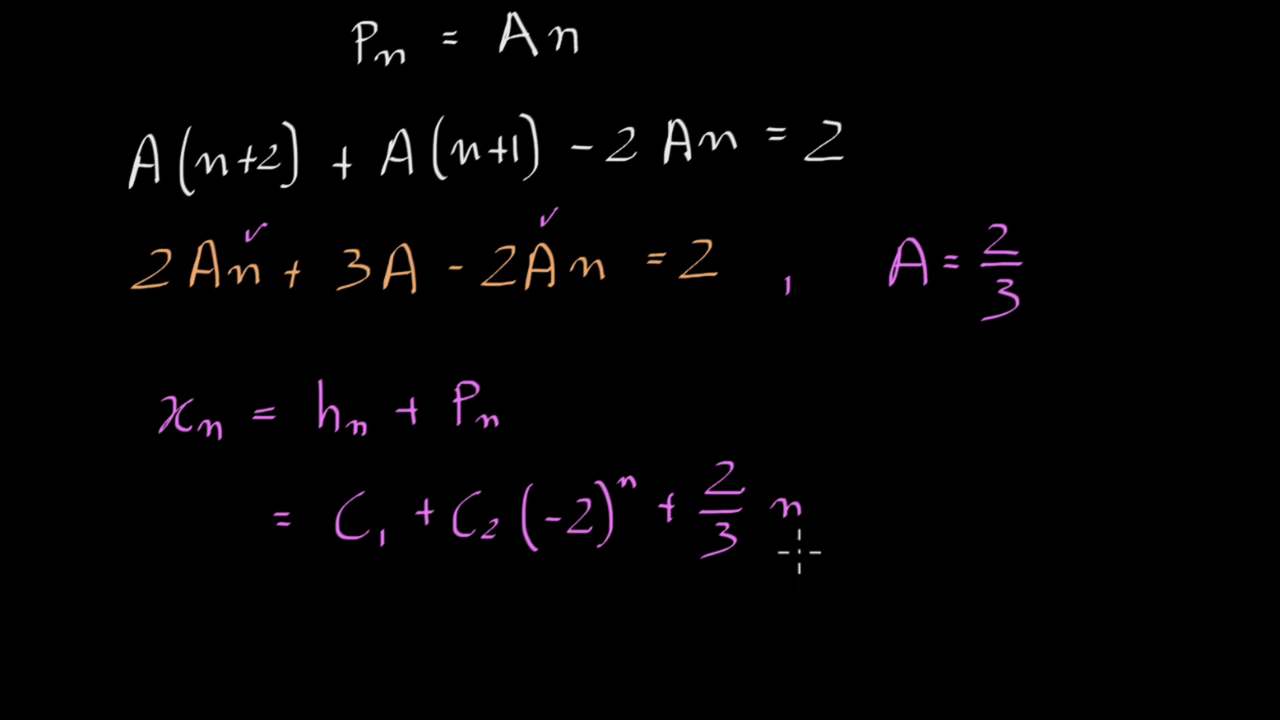 Pₙ = An
A(n+2) + A(n+1) - 2An = 2
2An + 3A - 2An = 2 , A = 2/3
xₙ = hₙ + Pₙ
= C₁ + C₂(-2)ⁿ + 2/3 n